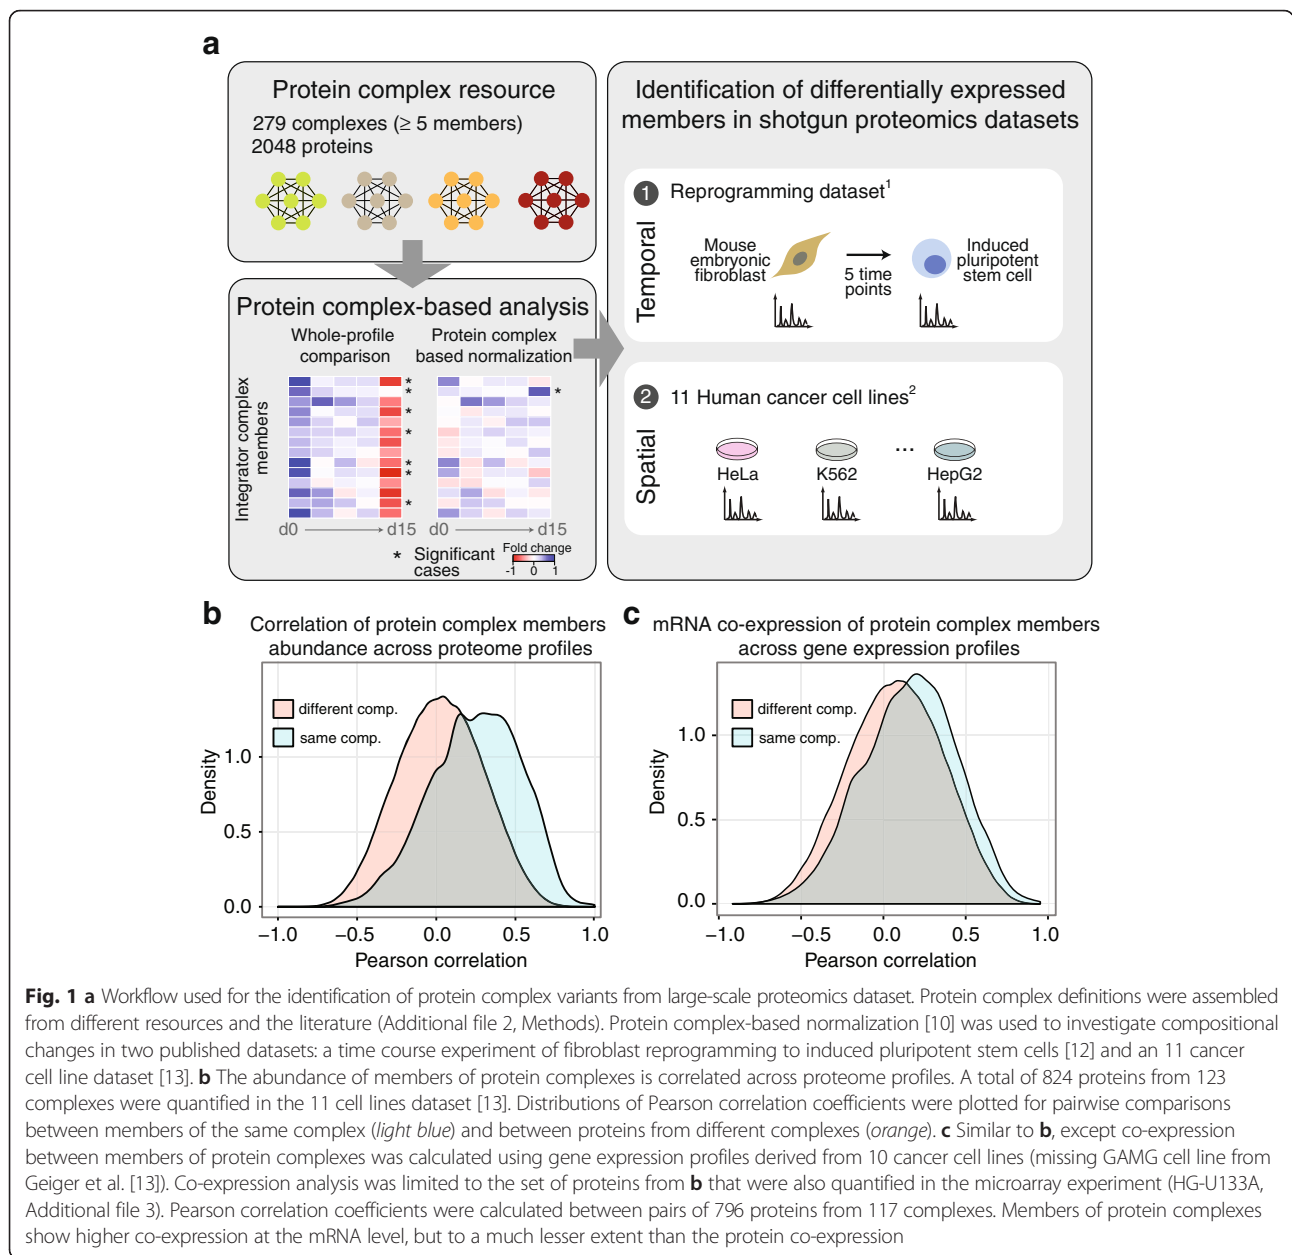 a
Protein complex resource
279 complexes (≥ 5 members)
2048 proteins
Protein complex-based analysis
Whole-profile
comparison
Protein complex
based normalization
Integrator complex
members
*
*
*
*
*
*
*
*
d0
d15
d0
d15
* Significant
cases
Fold change
-1 0 1
Identification of differentially expressed
members in shotgun proteomics datasets
Temporal
1 Reprogramming dataset1
Mouse
embryonic
fibroblast
5 time
points
Induced
pluripotent
stem cell
Spatial
2 11 Human cancer cell lines2
HeLa
K562
...
HepG2
b
Correlation of protein complex members
abundance across proteome profiles
different comp.
same comp.
Density
1.0
0.5
0.0
−1.0 −0.5 0.0 0.5 1.0
Pearson correlation
c
mRNA co-expression of protein complex members
across gene expression profiles
different comp.
same comp.
Density
1.0
0.5
0.0
−1.0 −0.5 0.0 0.5 1.0
Pearson correlation
Fig. 1 a Workflow used for the identification of protein complex variants from large-scale proteomics dataset. Protein complex definitions were assembled
from different resources and the literature (Additional file 2, Methods). Protein complex-based normalization [10] was used to investigate compositional
changes in two published datasets: a time course experiment of fibroblast reprogramming to induced pluripotent stem cells [12] and an 11 cancer
cell line dataset [13]. b The abundance of members of protein complexes is correlated across proteome profiles. A total of 824 proteins from 123
complexes were quantified in the 11 cell lines dataset [13]. Distributions of Pearson correlation coefficients were plotted for pairwise comparisons
between members of the same complex (light blue) and between proteins from different complexes (orange). c Similar to b, except co-expression
between members of protein complexes was calculated using gene expression profiles derived from 10 cancer cell lines (missing GAMG cell line from
Geiger et al. [13]). Co-expression analysis was limited to the set of proteins from b that were also quantified in the microarray experiment (HG-U133A,
Additional file 3). Pearson correlation coefficients were calculated between pairs of 796 proteins from 117 complexes. Members of protein complexes
show higher co-expression at the mRNA level, but to a much lesser extent than the protein co-expression